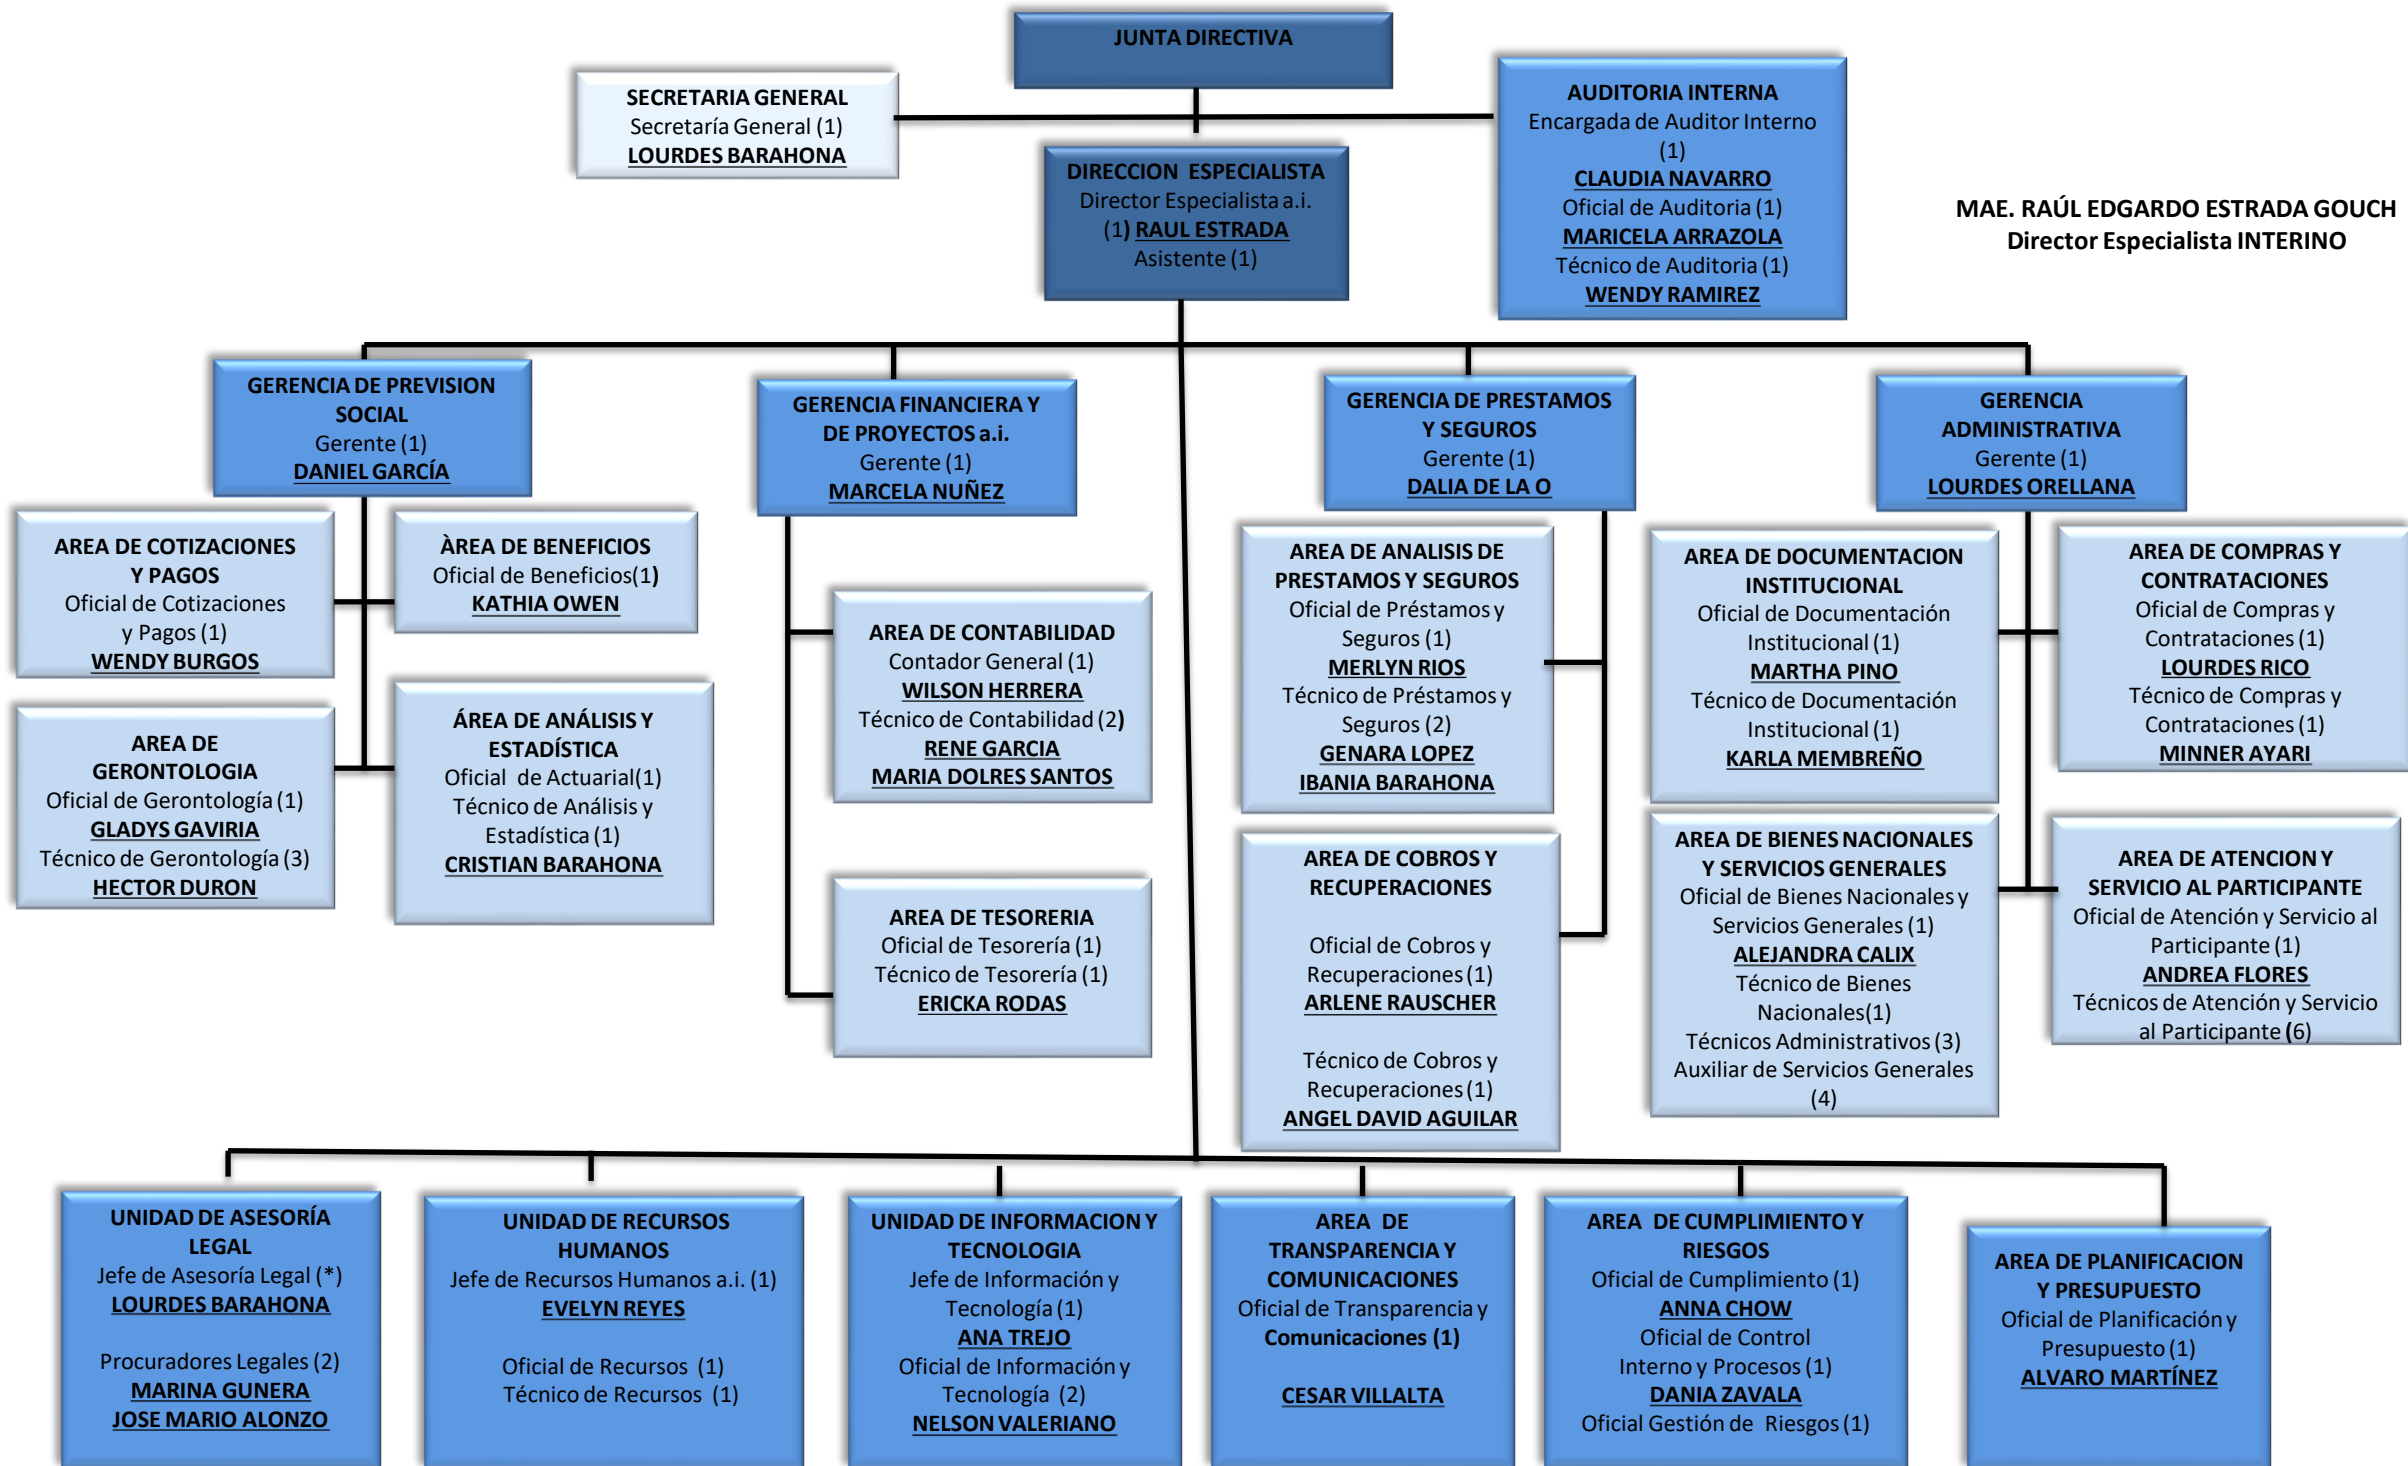 JUNTA DIRECTIVA
SECRETARIA GENERAL
Secretaría General (1)
LOURDES BARAHONA
AUDITORIA INTERNA
Encargada de Auditor Interno
(1)
CLAUDIA NAVARRO
Oficial de Auditoria (1)
MARICELA ARRAZOLA
Técnico de Auditoria (1)
WENDY RAMIREZ
DIRECCION ESPECIALISTA
Director Especialista a.i.
(1) RAUL ESTRADA
Asistente (1)
MAE. RAÚL EDGARDO ESTRADA GOUCH
Director Especialista INTERINO
GERENCIA DE PREVISION
SOCIAL
Gerente (1)
DANIEL GARCÍA
GERENCIA FINANCIERA Y
DE PROYECTOS a.i.
Gerente (1)
MARCELA NUÑEZ
GERENCIA DE PRESTAMOS
Y SEGUROS
Gerente (1)
DALIA DE LA O
GERENCIA
ADMINISTRATIVA
Gerente (1)
LOURDES ORELLANA
AREA DE COTIZACIONES
Y PAGOS
Oficial de Cotizaciones
y Pagos (1)
WENDY BURGOS
ÀREA DE BENEFICIOS
Oficial de Beneficios(1)
KATHIA OWEN
AREA DE
GERONTOLOGIA
Oficial de Gerontología (1)
GLADYS GAVIRIA
Técnico de Gerontología (3)
HECTOR DURON
ÁREA DE ANÁLISIS Y
ESTADÍSTICA
Oficial de Actuarial(1)
Técnico de Análisis y
Estadística (1)
CRISTIAN BARAHONA
AREA DE CONTABILIDAD
Contador General (1)
WILSON HERRERA
Técnico de Contabilidad (2)
RENE GARCIA
MARIA DOLRES SANTOS
AREA DE TESORERIA
Oficial de Tesorería (1)
Técnico de Tesorería (1)
ERICKA RODAS
AREA DE ANALISIS DE
PRESTAMOS Y SEGUROS
Oficial de Préstamos y
Seguros (1)
MERLYN RIOS
Técnico de Préstamos y
Seguros (2)
GENARA LOPEZ
IBANIA BARAHONA
AREA DE COBROS Y
RECUPERACIONES
Oficial de Cobros y
Recuperaciones (1)
ARLENE RAUSCHER
Técnico de Cobros y
Recuperaciones (1)
ANGEL DAVID AGUILAR
AREA DE DOCUMENTACION
INSTITUCIONAL
Oficial de Documentación
Institucional (1)
MARTHA PINO
Técnico de Documentación
Institucional (1)
KARLA MEMBREÑO
AREA DE COMPRAS Y
CONTRATACIONES
Oficial de Compras y
Contrataciones (1)
LOURDES RICO
Técnico de Compras y
Contrataciones (1)
MINNER AYARI
AREA DE BIENES NACIONALES
Y SERVICIOS GENERALES
Oficial de Bienes Nacionales y
Servicios Generales (1)
ALEJANDRA CALIX
Técnico de Bienes
Nacionales(1)
Técnicos Administrativos (3)
Auxiliar de Servicios Generales
(4)
AREA DE ATENCION Y
SERVICIO AL PARTICIPANTE
Oficial de Atención y Servicio al
Participante (1)
ANDREA FLORES
Técnicos de Atención y Servicio
al Participante (6)
UNIDAD DE ASESORÍA
LEGAL
Jefe de Asesoría Legal (*)
LOURDES BARAHONA
Procuradores Legales (2)
MARINA GUNERA
JOSE MARIO ALONZO
UNIDAD DE RECURSOS
HUMANOS
Jefe de Recursos Humanos a.i. (1)
EVELYN REYES
Oficial de Recursos (1)
Técnico de Recursos (1)
UNIDAD DE INFORMACION Y
TECNOLOGIA
Jefe de Información y
Tecnología (1)
ANA TREJO
Oficial de Información y
Tecnología (2)
NELSON VALERIANO
AREA DE
TRANSPARENCIA Y
COMUNICACIONES
Oficial de Transparencia y
Comunicaciones (1)
CESAR VILLALTA
AREA DE CUMPLIMIENTO Y
RIESGOS
Oficial de Cumplimiento (1)
ANNA CHOW
Oficial de Control
Interno y Procesos (1)
DANIA ZAVALA
Oficial Gestión de Riesgos (1)
AREA DE PLANIFICACION
Y PRESUPUESTO
Oficial de Planificación y
Presupuesto (1)
ALVARO MARTÍNEZ